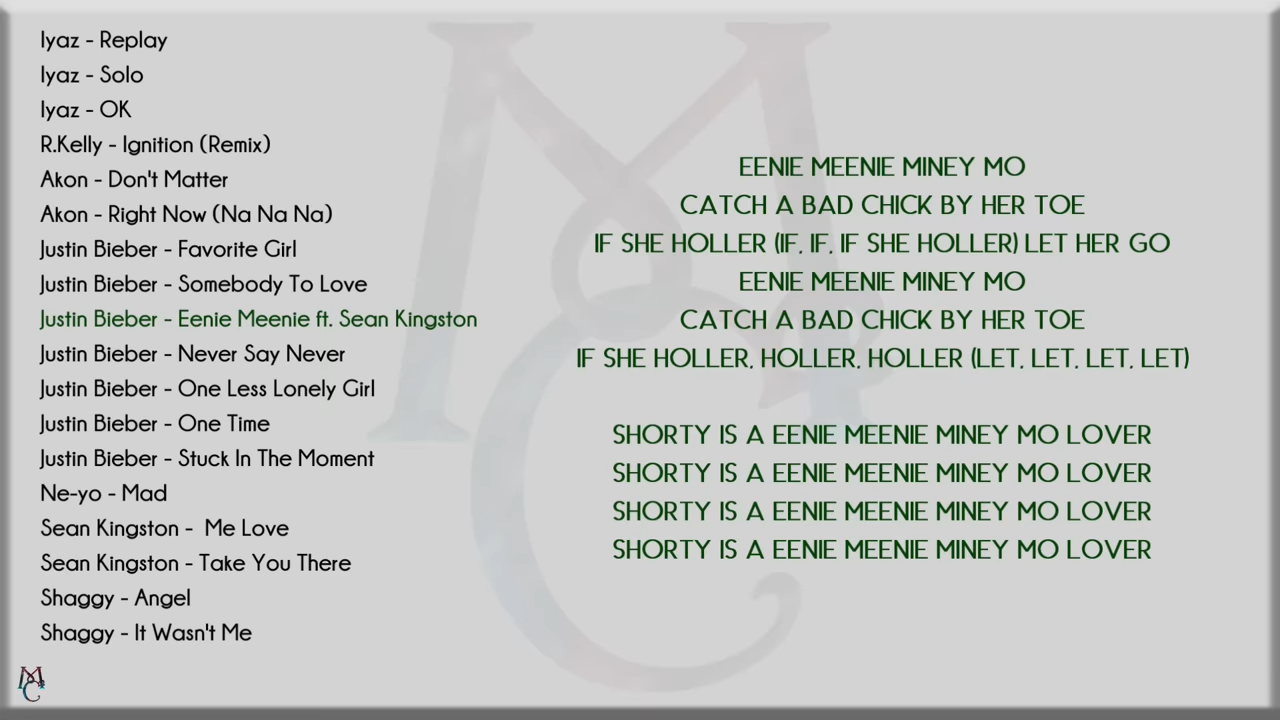 Iyaz - Replay
Iyaz - Solo
Iyaz - OK
R.Kelly - Ignition (Remix)
Akon - Don't Matter
Akon - Right Now (Na Na Na)
Justin Bieber - Favorite Girl
Justin Bieber - Somebody To Love
Justin Bieber - Eenie Meenie ft. Sean Kingston
Justin Bieber - Never Say Never
Justin Bieber - One Less Lonely Girl
Justin Bieber - One Time
Justin Bieber - Stuck In The Moment
Ne-yo - Mad
Sean Kingston -  Me Love
Sean Kingston - Take You There
Shaggy - Angel
Shaggy - It Wasn't Me
EENIE MEENIE MINEY MO
CATCH A BAD CHICK BY HER TOE
IF SHE HOLLER (IF, IF, IF SHE HOLLER) LET HER GO
EENIE MEENIE MINEY MO
CATCH A BAD CHICK BY HER TOE
IF SHE HOLLER, HOLLER, HOLLER (LET, LET, LET, LET)
SHORTY IS A EENIE MEENIE MINEY MO LOVER
SHORTY IS A EENIE MEENIE MINEY MO LOVER
SHORTY IS A EENIE MEENIE MINEY MO LOVER
SHORTY IS A EENIE MEENIE MINEY MO LOVER
MC